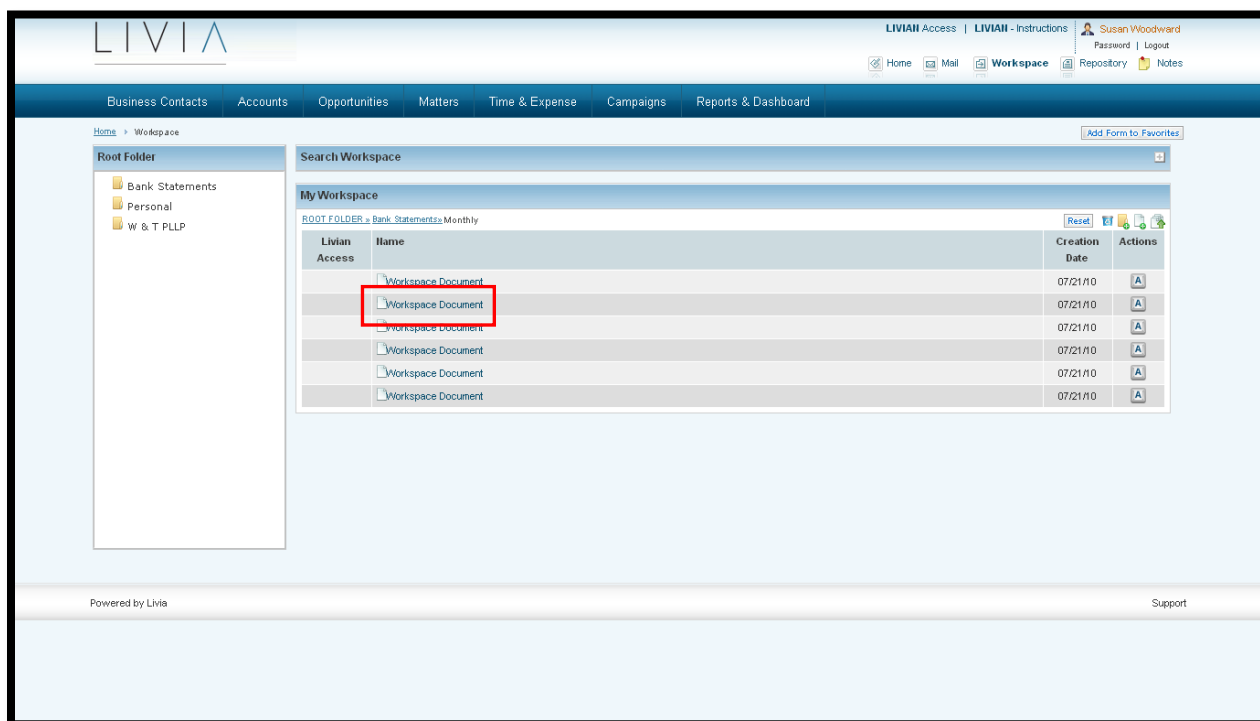 LIVIA
LIVIAN Access | LIVIAN - Instructions
Susan Woodward
Password | Logout
Home Mail Workspace Repository Notes
Business Contacts Accounts Opportunities Matters Time & Expense Campaigns Reports & Dashboard
Home Workspace
Add Form to Favorites
Root Folder
Bank Statements
Personal
W & T PLLP
Search Workspace
My Workspace
ROOT FOLDER » Bank Statements» Monthly
Reset
Livian Access Name Creation Date Actions
Workspace Document 07/21/10 A
Workspace Document 07/21/10 A
Workspace Document 07/21/10 A
Workspace Document 07/21/10 A
Workspace Document 07/21/10 A
Workspace Document 07/21/10 A
Powered by Livia
Support